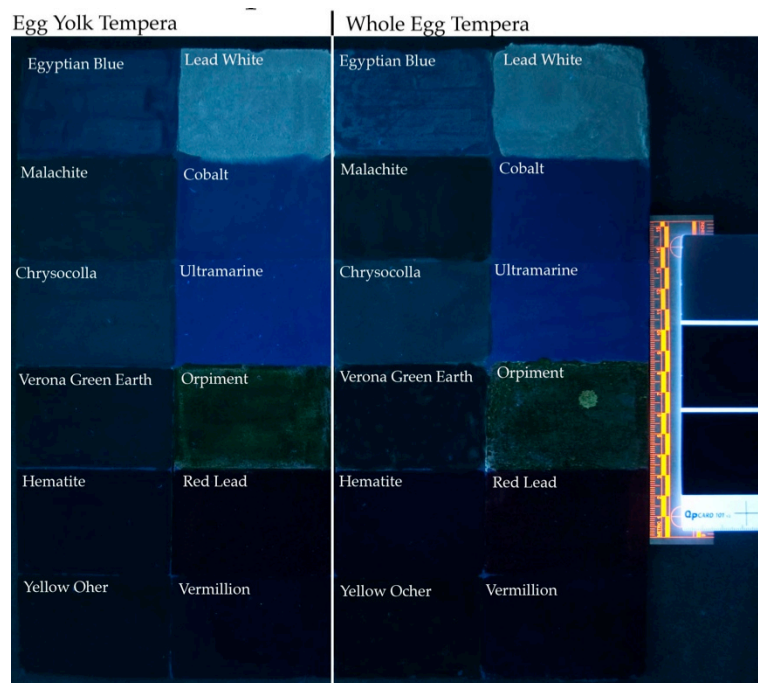 Egg Yolk Tempera
Whole Egg Tempera
Egyptian Blue
Lead White
Egyptian Blue
Lead White
Malachite
Cobalt
Malachite
Cobalt
Chrysocolla
Ultramarine
Chrysocolla
Ultramarine
Verona Green Earth
Orpiment
Verona Green Earth
Orpiment
Hematite
Red Lead
Hematite
Red Lead
QPCARD 101
Yellow Oher
Vermillion
Yellow Ocher
Vermillion